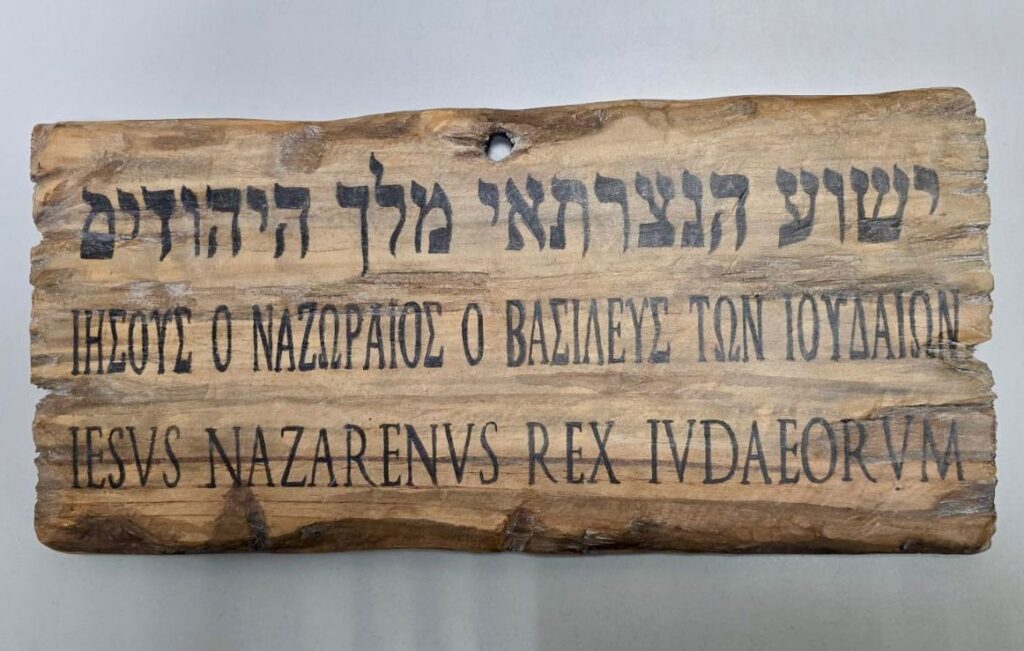 ישוע הנצרתאי מלך היהודים
ΙΗΣΟΥΣ Ο ΝΑΖΩΡΑΙΟΣ Ο ΒΑΣΙΛΕΥΣ ΤΩΝ ΙΟΥΔΑΙΩΝ
IESVS NAZARENVS REX IVDAEORVM